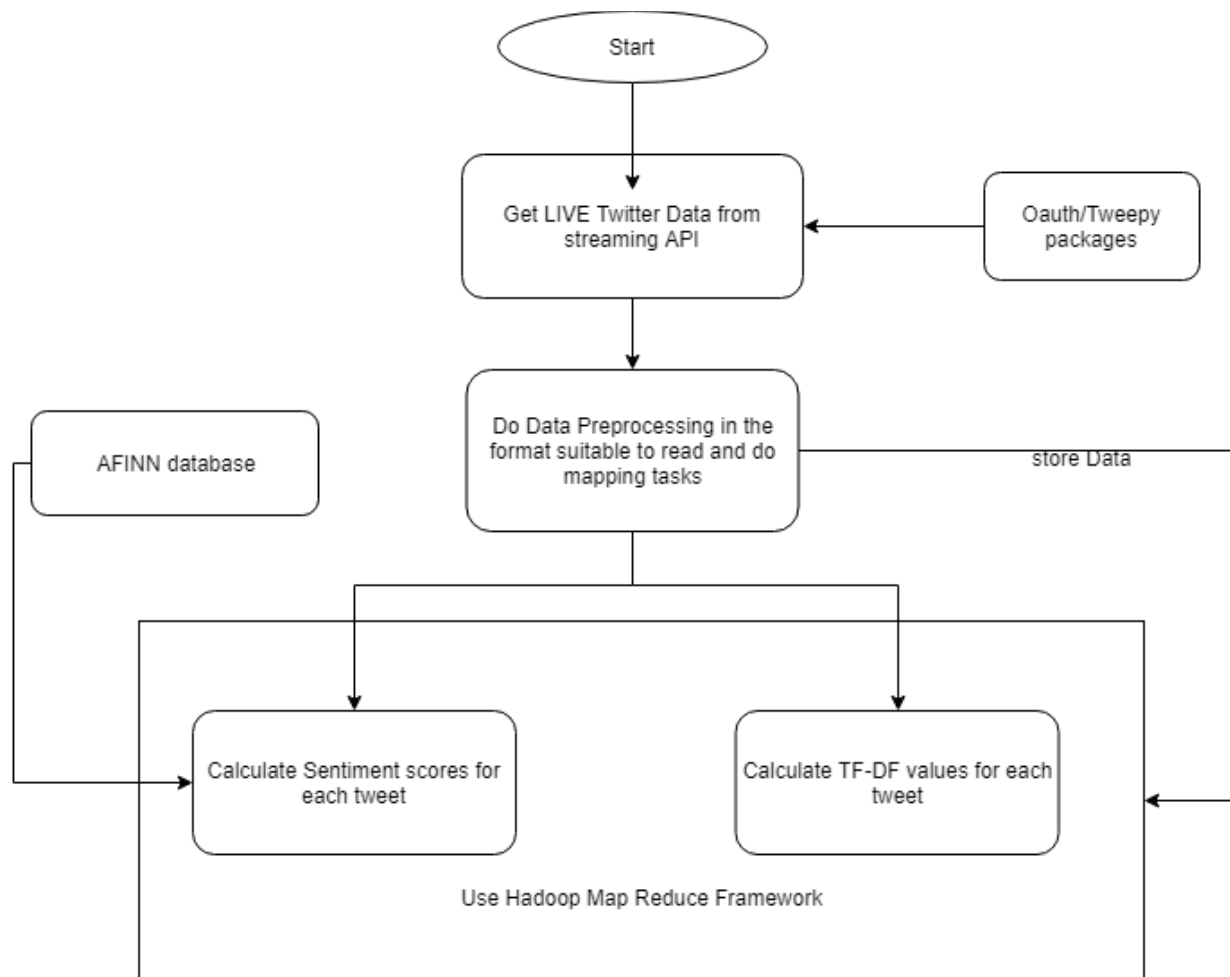 Start
Get LIVE Twitter Data from
streaming API
Oauth/Tweepy
packages
Do Data Preprocessing in the
format suitable to read and do
mapping tasks
AFINN database
store Data
Calculate Sentiment scores for
each tweet
Calculate TF-DF values for each
tweet
Use Hadoop Map Reduce Framework